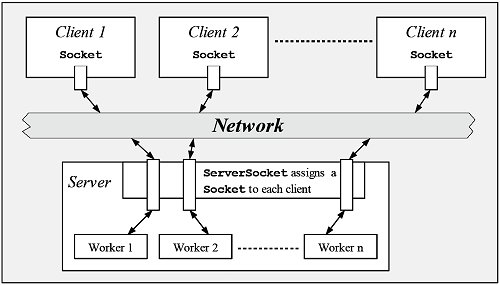 Client 1
Socket
Client 2
Socket
Client n
Socket
Network
Server
ServerSocket assigns a
Socket to each client
Worker 1
Worker 2
Worker n